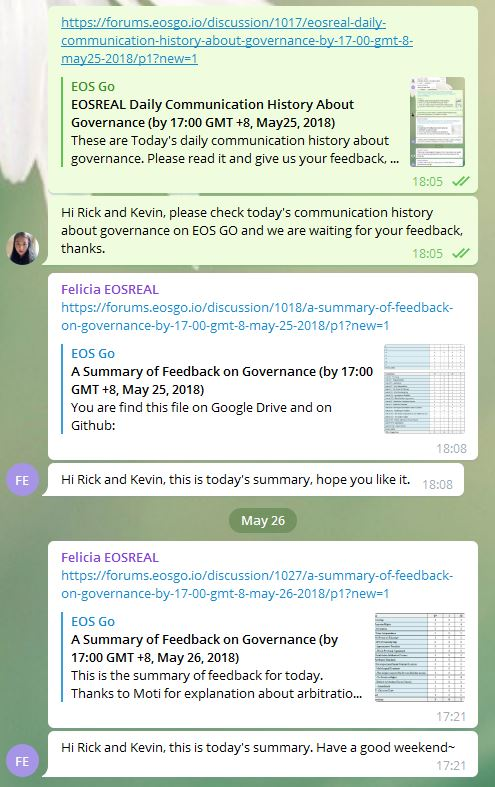 https://forums.eosgo.io/discussion/1017/eosreal-daily-
communication-history-about-governance-by-17-00-gmt-8-
may25-2018/p1?new=1
EOS Go
EOSREAL Daily Communication History About
Governance (by 17:00 GMT +8, May25, 2018)
These are Today's daily communication history about
governance. Please read it and give us your feedback, ...
18:05
Hi Rick and Kevin, please check today's communication history
about governance on EOS GO and we are waiting for your feedback,
thanks.
18:05
Felicia EOSREAL
https://forums.eosgo.io/discussion/1018/a-summary-of-feedback-
on-governance-by-17-00-gmt-8-may-25-2018/p1?new=1
EOS Go
A Summary of Feedback on Governance (by 17:00
GMT +8, May 25, 2018)
You are find this file on Google Drive and on
Github:
18:08
FE
Hi Rick and Kevin, this is today's summary, hope you like it.
18:08
May 26
Felicia EOSREAL
https://forums.eosgo.io/discussion/1027/a-summary-of-feedback-
on-governance-by-17-00-gmt-8-may-26-2018/p1?new=1
EOS Go
A Summary of Feedback on Governance (by
17:00 GMT +8, May 26, 2018)
This is the summary of feedback for today.
Thanks to Moti for explanation about arbitratio...
17:21
FE
Hi Rick and Kevin, this is today's summary. Have a good weekend~
17:21